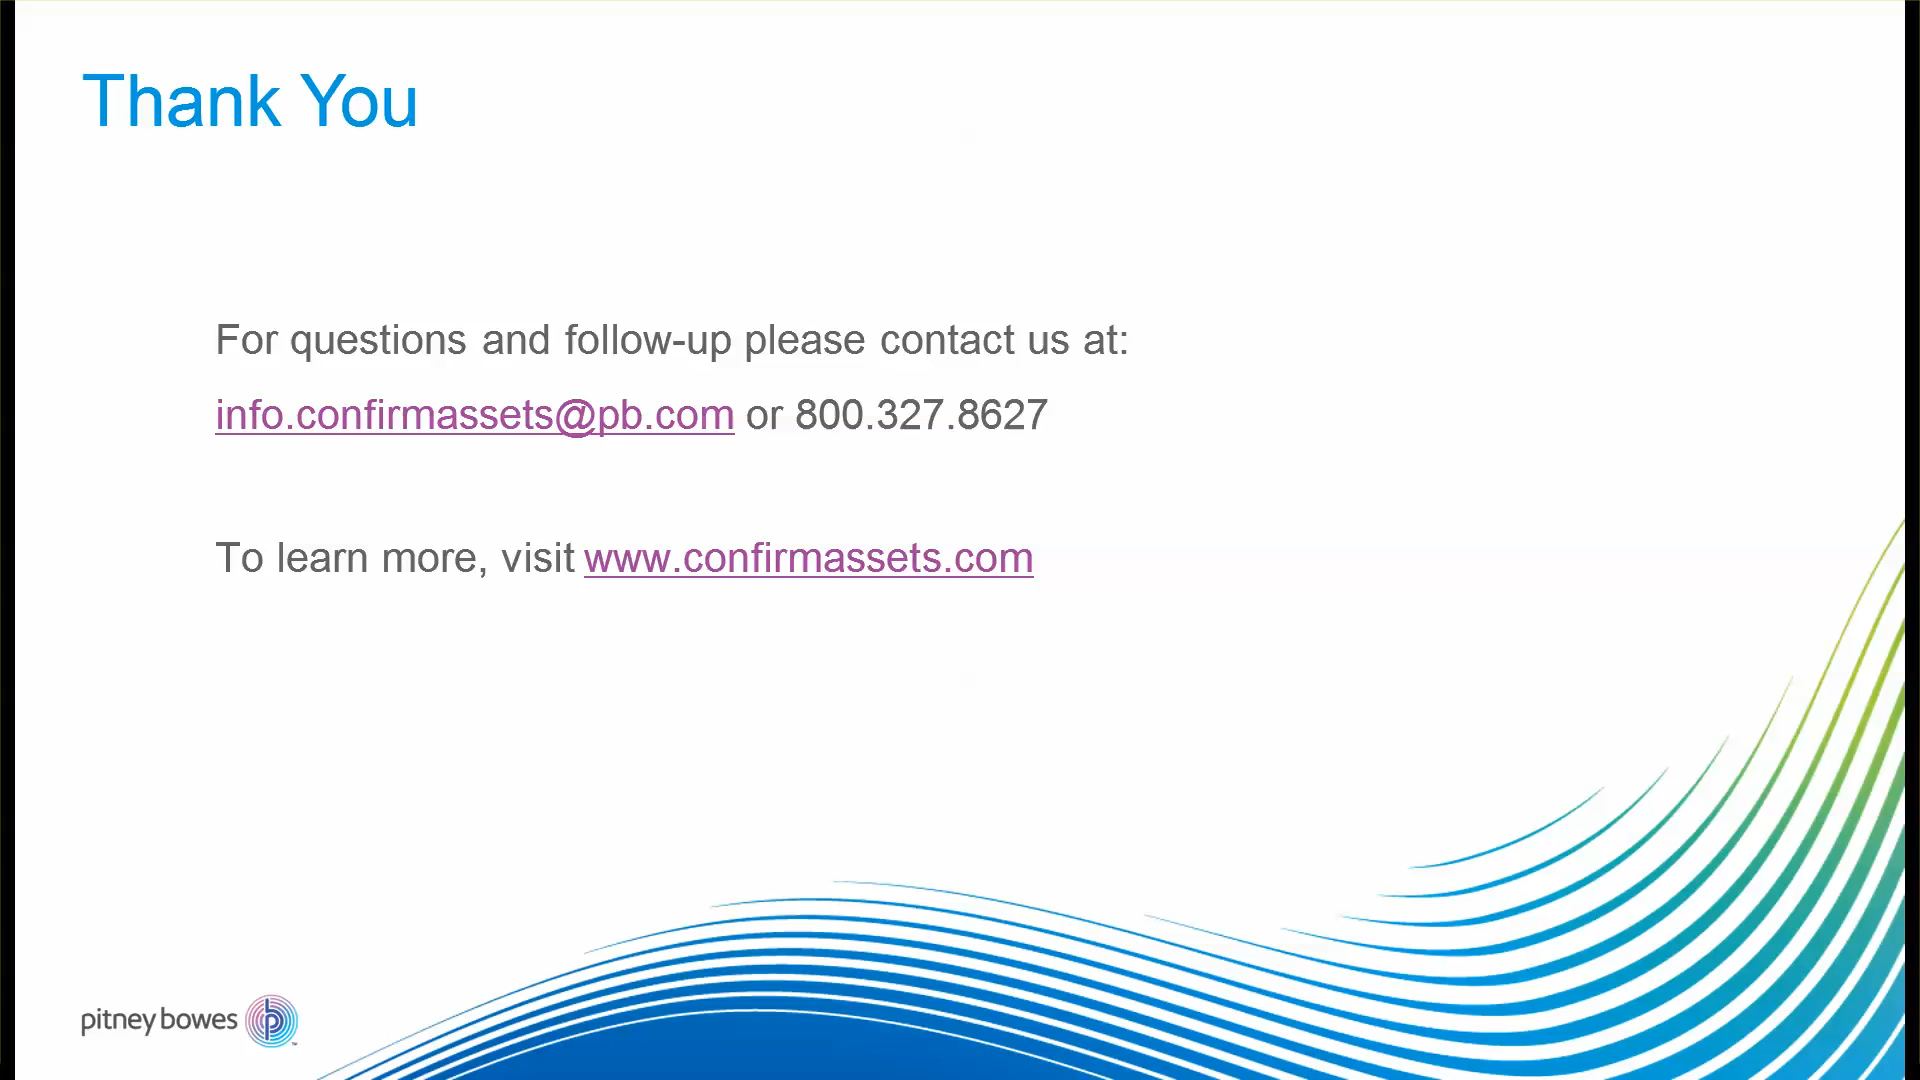 Thank You
For questions and follow-up please contact us at:
info.confirmassets@pb.com or 800.327.8627
To learn more, visit www.confirmassets.com
pitney bowes